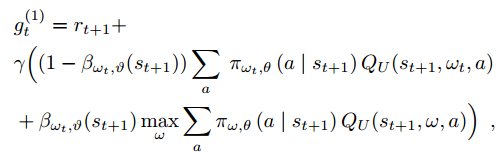 g_t^{(1)} = r_{t+1}+
γ((1 − β_{ω_t,ϑ}(s_{t+1})) ∑_a π_{ω_t,θ} (a | s_{t+1}) Q_U(s_{t+1}, ω_t, a)
+ β_{ω_t,ϑ}(s_{t+1}) max_ω ∑_a π_{ω,θ} (a | s_{t+1}) Q_U(s_{t+1}, ω, a)) ,